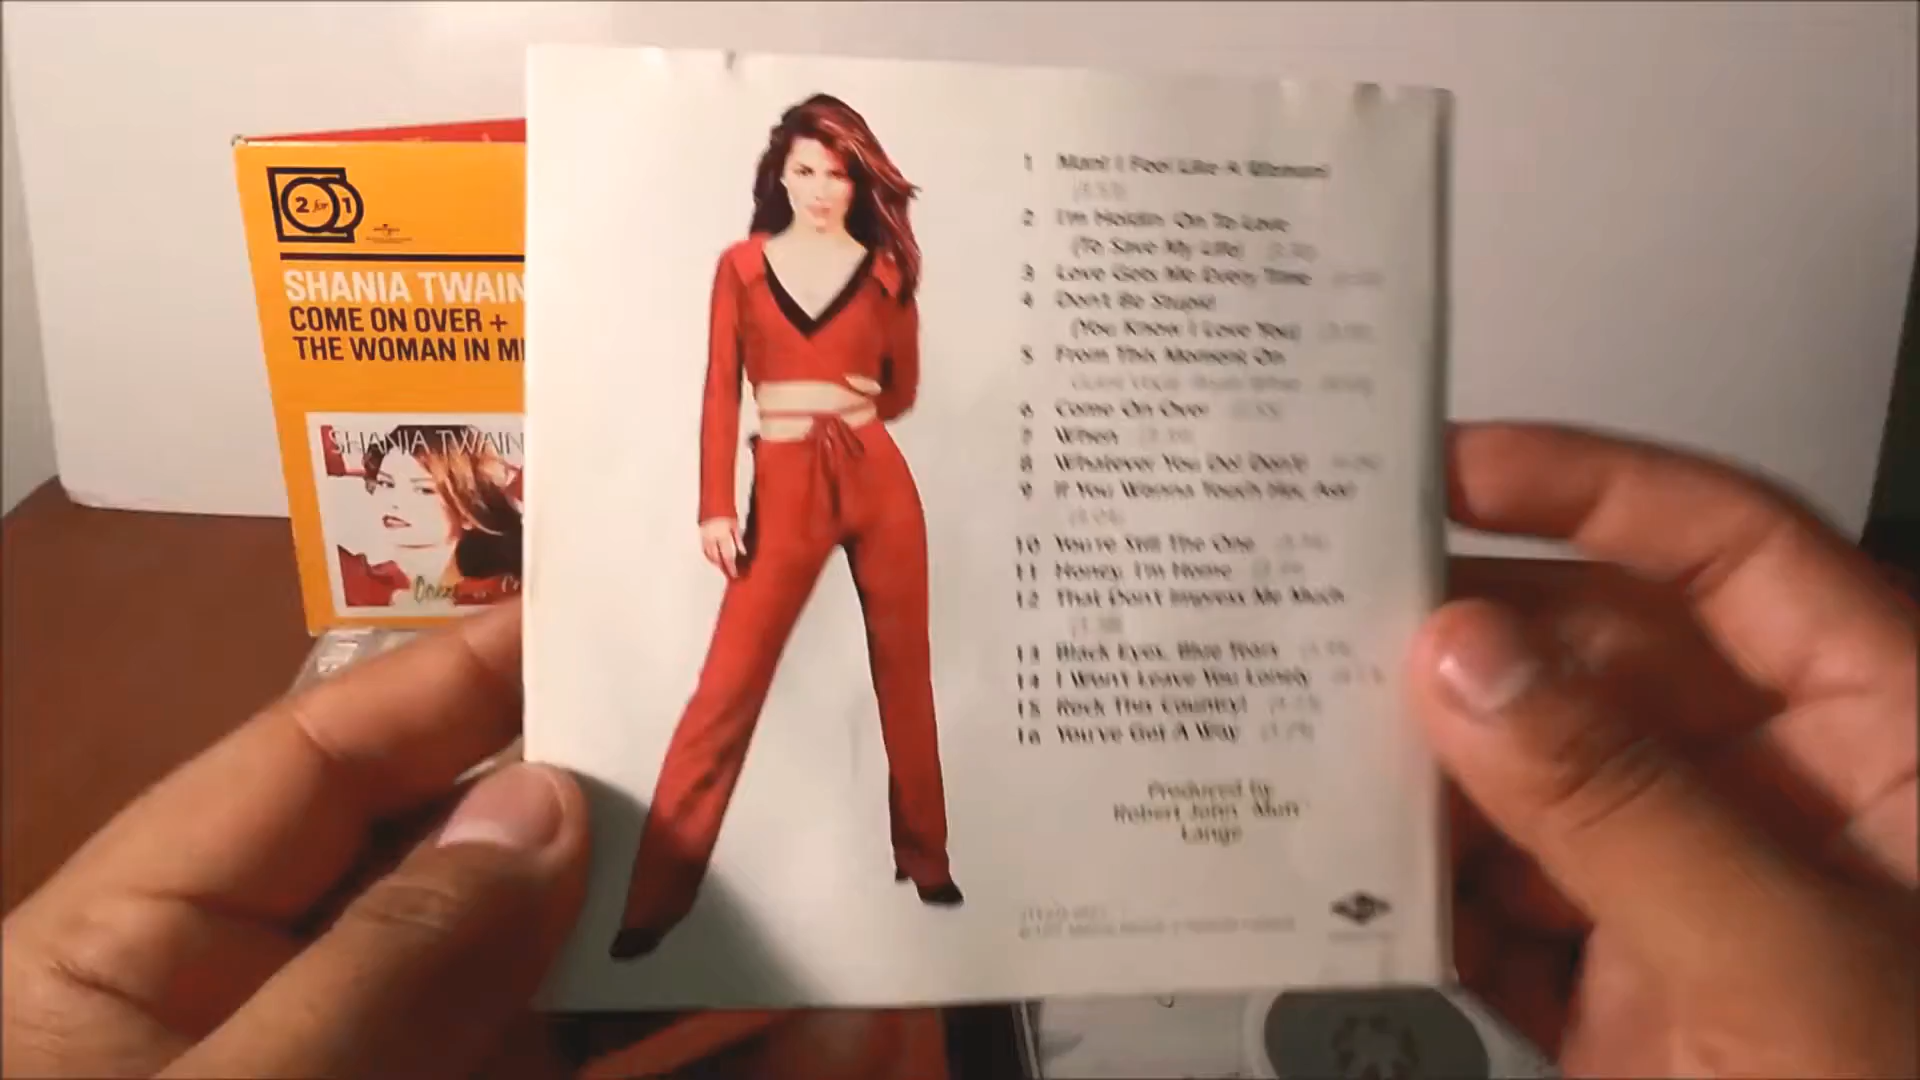 2 for 1
SHANIA TWAIN
COME ON OVER +
THE WOMAN IN M
SHANIA TWAIN
1 Man! I Feel Like A Woman!
2 I'm Holdin' On To Love
(To Save My Life)
3 Love Gets Me Every Time
4 Don't Be Stupid
(You Know I Love You)
5 From This Moment On
6 Come On Over
7 When
8 Whatever You Do! Don't!
9 If You Wanna Touch Her, Ask!
10 You're Still The One
11 Honey, I'm Home
12 That Don't Impress Me Much
13 Black Eyes, Blue Tears
14 I Won't Leave You Lonely
15 Rock This Country!
16 You've Got A Way
Produced by
Robert John "Mutt"
Lange